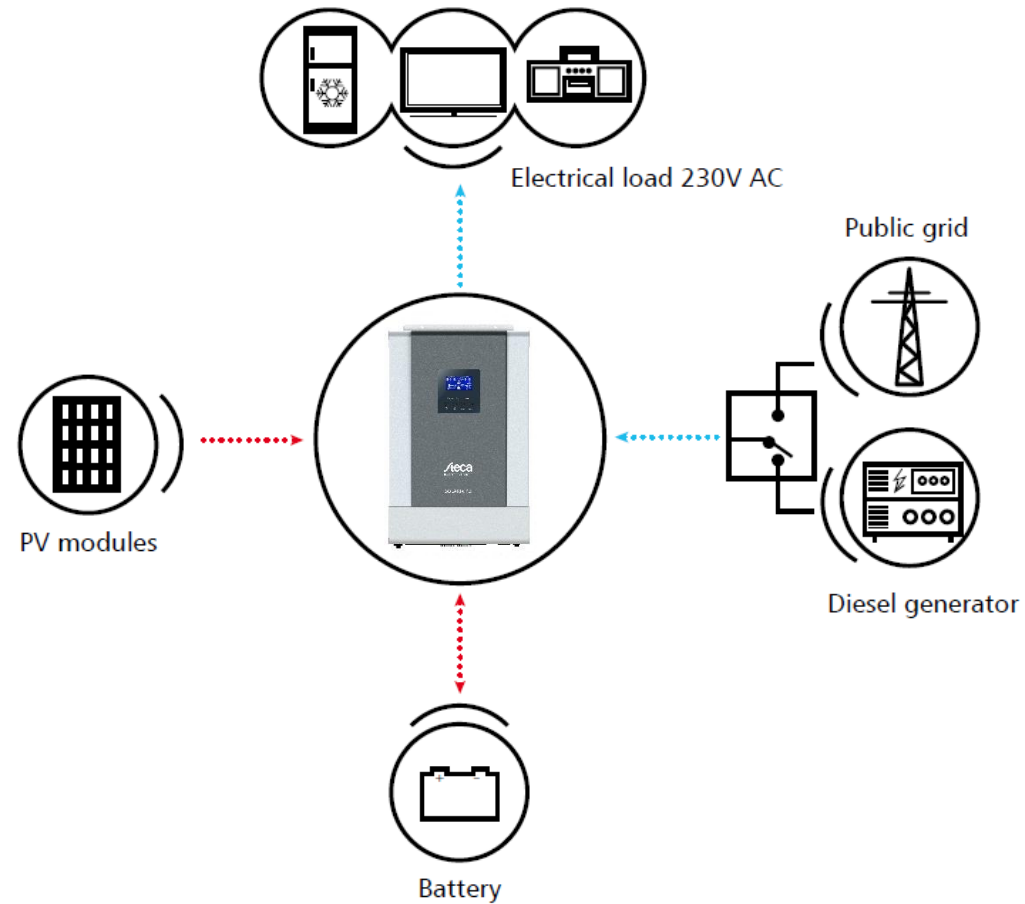 Electrical load 230V AC
Public grid
Steca
PV modules
Diesel generator
+ −
Battery